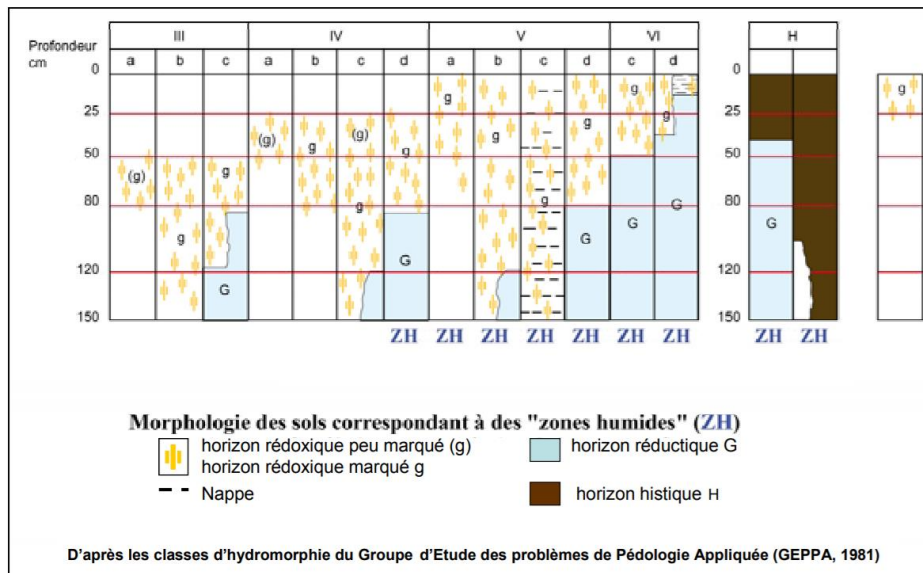 III IV V VI H
Profondeur
cm a b c a b c d a b c d c d
0 0
g g g
25 25
g
(g) g (g) g g g
50 50
(g) g
80 g g 80
G
g G G G G
120 120
G
150 150
ZH ZH ZH ZH ZH ZH ZH ZH ZH
Morphologie des sols correspondant à des "zones humides" (ZH)
horizon rédoxique peu marqué (g) horizon réductique G
horizon rédoxique marqué g
Nappe horizon histique H
D'après les classes d'hydromorphie du Groupe d'Etude des problèmes de Pédologie Appliquée (GEPPA, 1981)